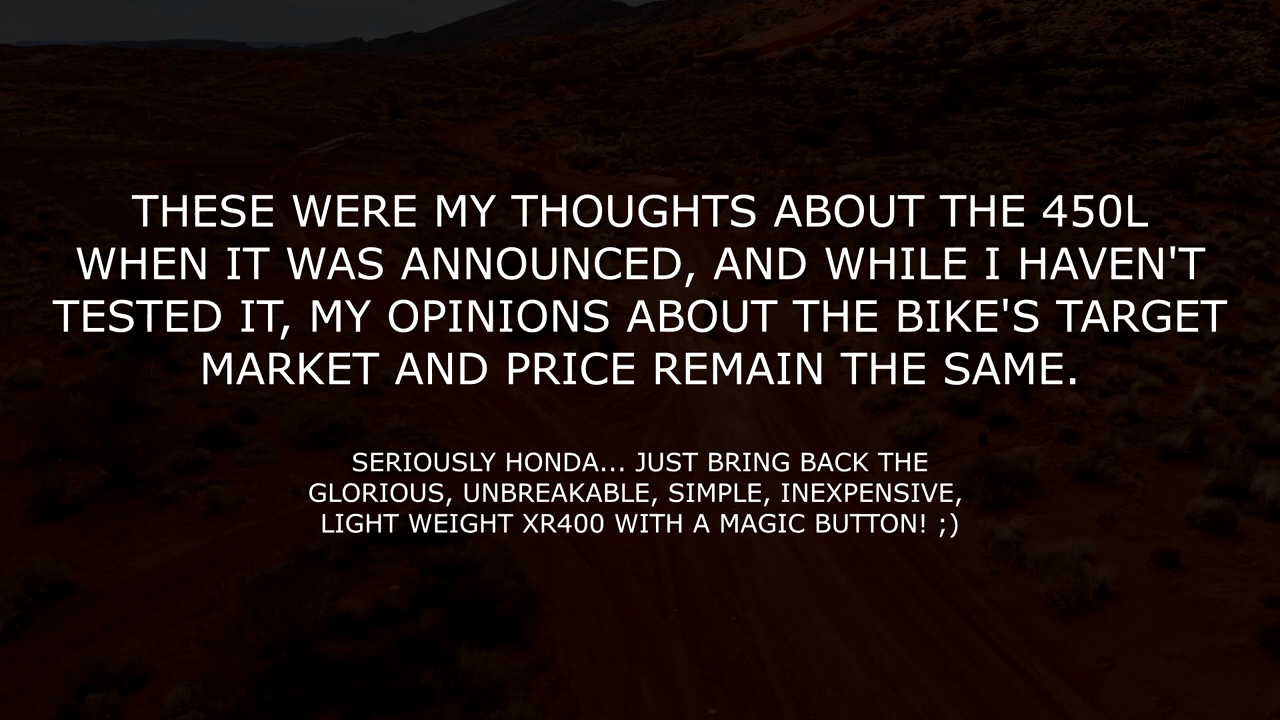 THESE WERE MY THOUGHTS ABOUT THE 450L
WHEN IT WAS ANNOUNCED, AND WHILE I HAVEN'T
TESTED IT, MY OPINIONS ABOUT THE BIKE'S TARGET
MARKET AND PRICE REMAIN THE SAME.
SERIOUSLY HONDA... JUST BRING BACK THE
GLORIOUS, UNBREAKABLE, SIMPLE, INEXPENSIVE,
LIGHT WEIGHT XR400 WITH A MAGIC BUTTON! ;)